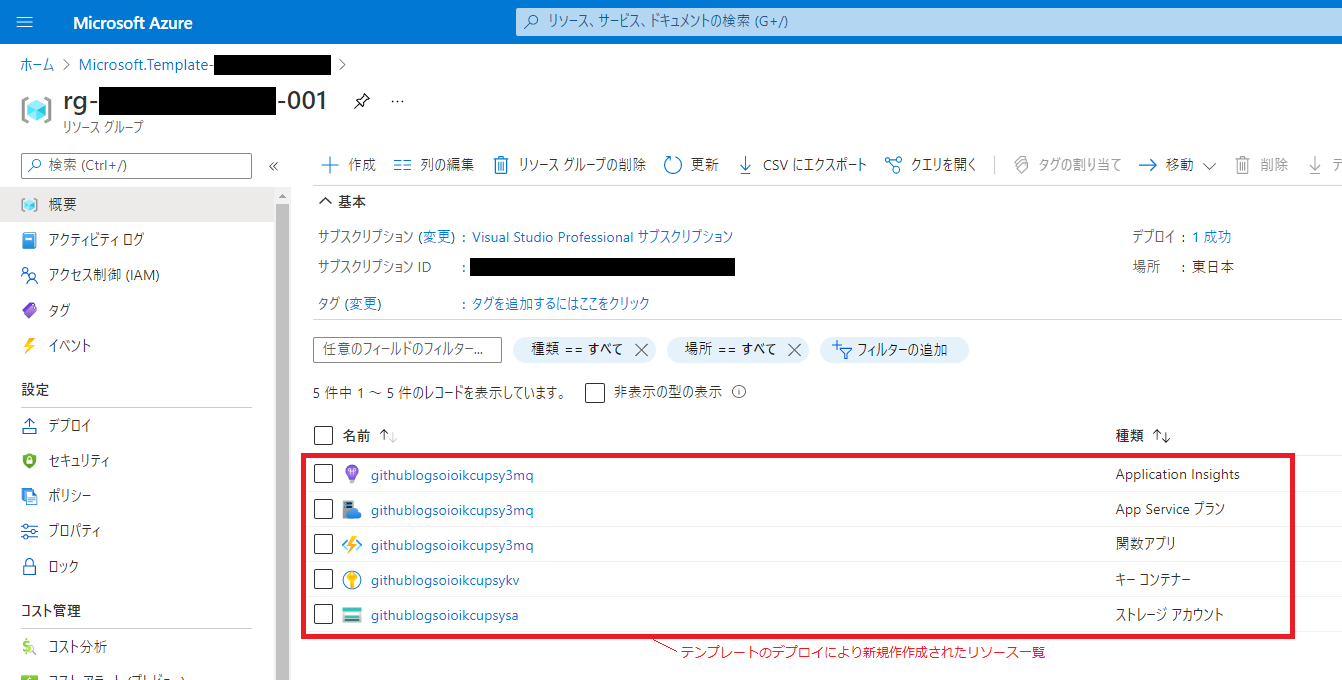 Microsoft Azure
リソース、サービス、ドキュメントの検索 (G+/)
ホーム > Microsoft.Template- >
rg- -001
リソース グループ
検索 (Ctrl+/)
作成 列の編集 リソース グループの削除 更新 CSV にエクスポート クエリを開く タグの割り当て 移動 削除
概要
アクティビティ ログ
アクセス制御 (IAM)
タグ
イベント
設定
デプロイ
セキュリティ
ポリシー
プロパティ
ロック
コスト管理
コスト分析
基本
サブスクリプション (変更) : Visual Studio Professional サブスクリプション
デプロイ : 1 成功
サブスクリプション ID :
場所 : 東日本
タグ (変更) : タグを追加するにはここをクリック
任意のフィールドのフィルター... 種類 == すべて 場所 == すべて フィルターの追加
5 件中 1 ～ 5 件のレコードを表示しています。 非表示の型の表示
名前 種類
githublogsoioikcupsy3mq Application Insights
githublogsoioikcupsy3mq App Service プラン
githublogsoioikcupsy3mq 関数アプリ
githublogsoioikcupsykv キー コンテナー
githublogsoioikcupsysa ストレージ アカウント
テンプレートのデプロイにより新規作作成されたリソース一覧